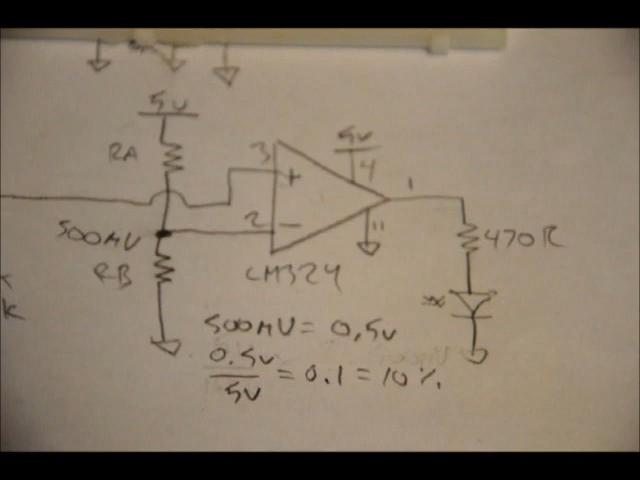 5V
RA
3
5V
4
+
1
2
500MV
-
11
470R
RB
LM324
500MV = 0,5V
0.5V
5V
= 0.1 = 10%
K